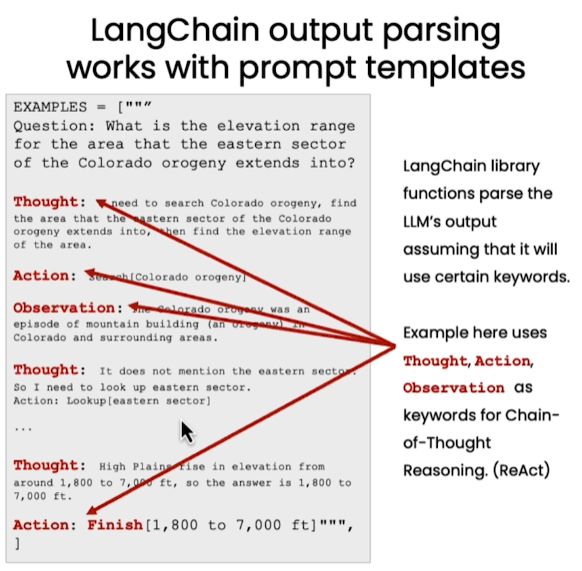 LangChain output parsing
works with prompt templates
EXAMPLES = ["""
Question: What is the elevation range
for the area that the eastern sector
of the Colorado orogeny extends into?
Thought: I need to search Colorado orogeny, find
the area that the eastern sector of the Colorado
orogeny extends into, then find the elevation range
of the area.
Action: Search[Colorado orogeny]
Observation: The Colorado orogeny was an
episode of mountain building (an orogeny) in
Colorado and surrounding areas.
Thought: It does not mention the eastern sector.
So I need to look up eastern sector.
Action: Lookup[eastern sector]
...
Thought: High Plains rise in elevation from
around 1,800 to 7,000 ft, so the answer is 1,800 to
7,000 ft.
Action: Finish[1,800 to 7,000 ft]""",
]
LangChain library
functions parse the
LLM's output
assuming that it will
use certain keywords.
Example here uses
Thought, Action,
Observation as
keywords for Chain-
of-Thought
Reasoning. (ReAct)